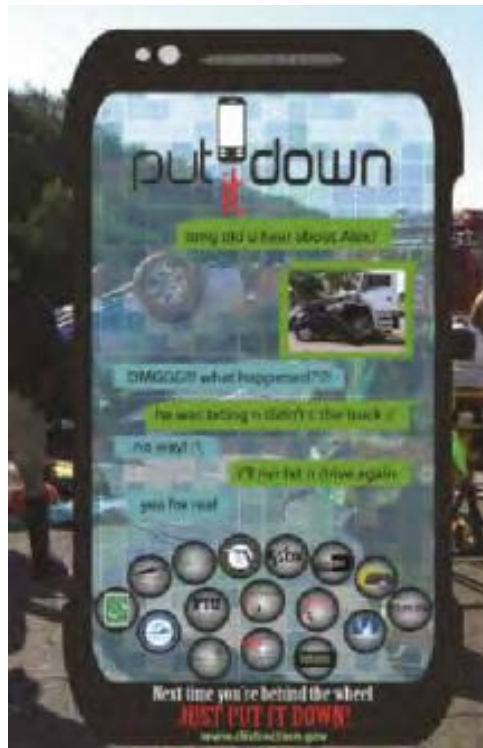 put it down
omg did u hear about Alex?
OMGGG!!! what happened?!?!
he was txting n didn't c the truck :(
no way! :'(
I'll nvr txt n drive again
yea for real
Next time you're behind the wheel
JUST PUT IT DOWN!
www.distraction.gov